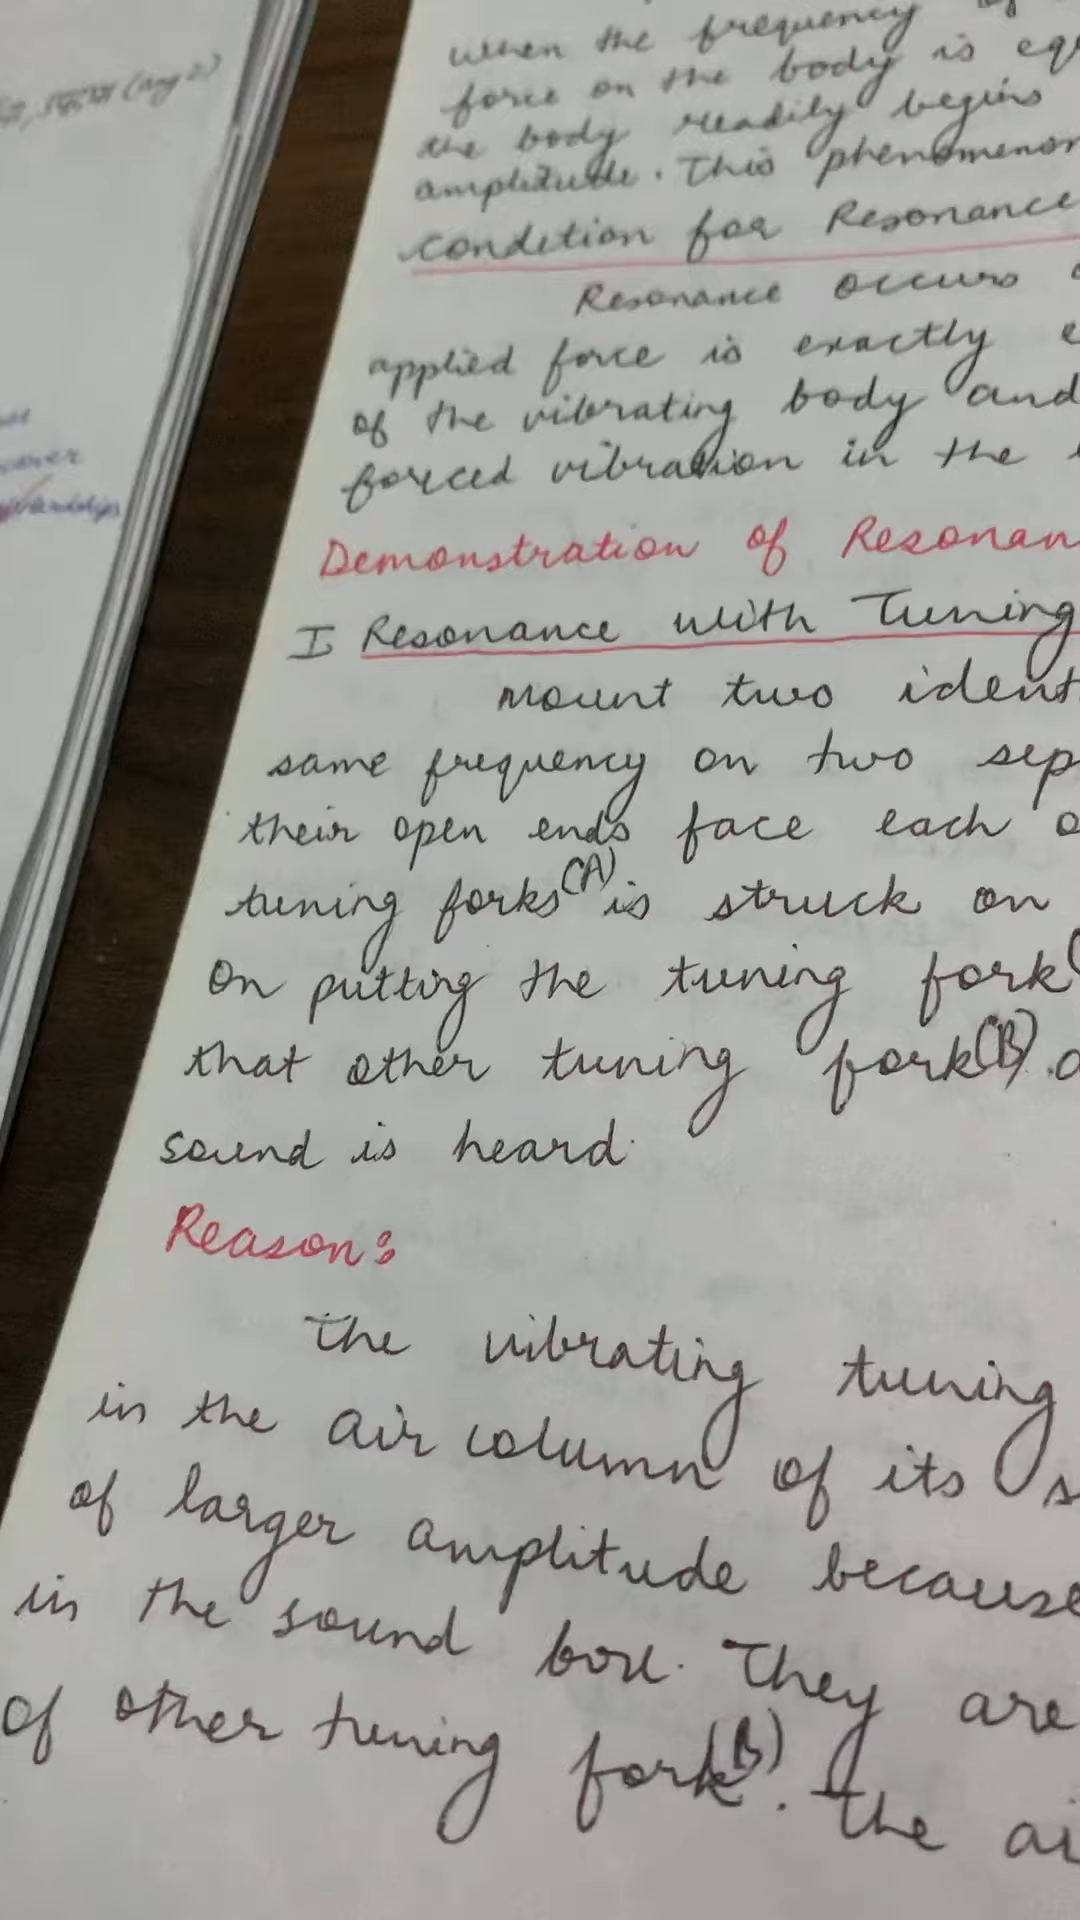 when the frequency
force on the body is eq
the body readily begins
amplitude. This phenomenon
condition for Resonance
Resonance occurs
applied force is exactly e
of the vibrating body and
forced vibration in the
Demonstration of Resonan
I Resonance with Tuning
Mount two ident
same frequency on two sep
their open ends face each o
tuning forks (A) is struck on
On putting the tuning fork (
that other tuning fork (B)
sound is heard.
Reason:
The vibrating tuning
in the air column of its s
of larger amplitude because
in the sound box. They are
of other tuning fork (B). The ai